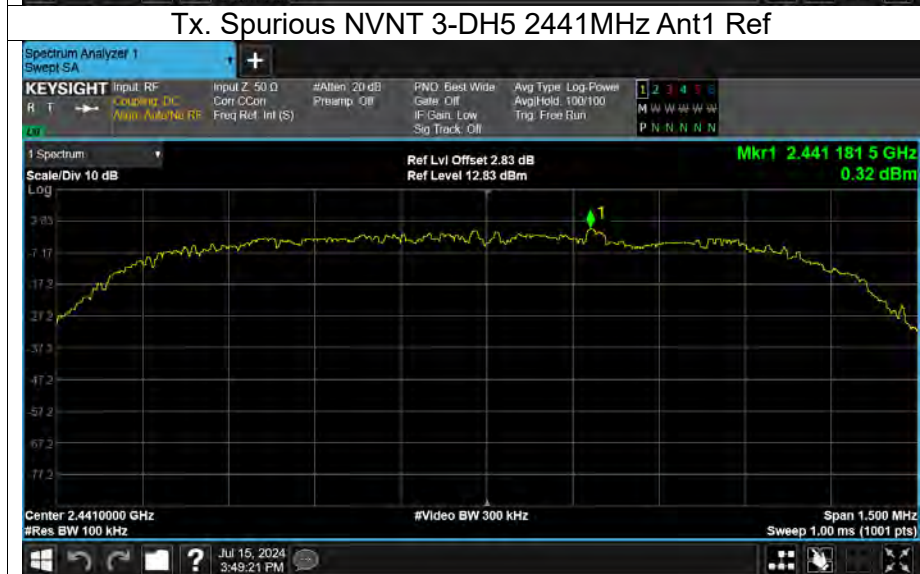 Tx. Spurious NVNT 3-DH5 2441MHz Ant1 Ref
Spectrum Analyzer 1
Swept SA
+
KEYSIGHT Input: RF Input Z: 50 Ω #Atten: 20 dB PNO: Best Wide Avg Type: Log-Power 1 2 3 4 5 6
R T Coupling: DC Corr CCorr Preamp: Off Gate: Off Avg|Hold: 100/100 M W W W W W
Align: Auto/No RF Freq Ref: Int (S) IF Gain: Low Trig: Free Run
Sig Track: Off P N N N N N
1 Spectrum
Ref Lvl Offset 2.83 dB
Mkr1 2.441 181 5 GHz
Scale/Div 10 dB
Ref Level 12.83 dBm
0.32 dBm
Log
2.83
1
-7.17
-17.2
-27.2
-37.2
-47.2
-57.2
-67.2
-77.2
Center 2.4410000 GHz
#Video BW 300 kHz
Span 1.500 MHz
#Res BW 100 kHz
Sweep 1.00 ms (1001 pts)
?
Jul 15, 2024
3:49:21 PM